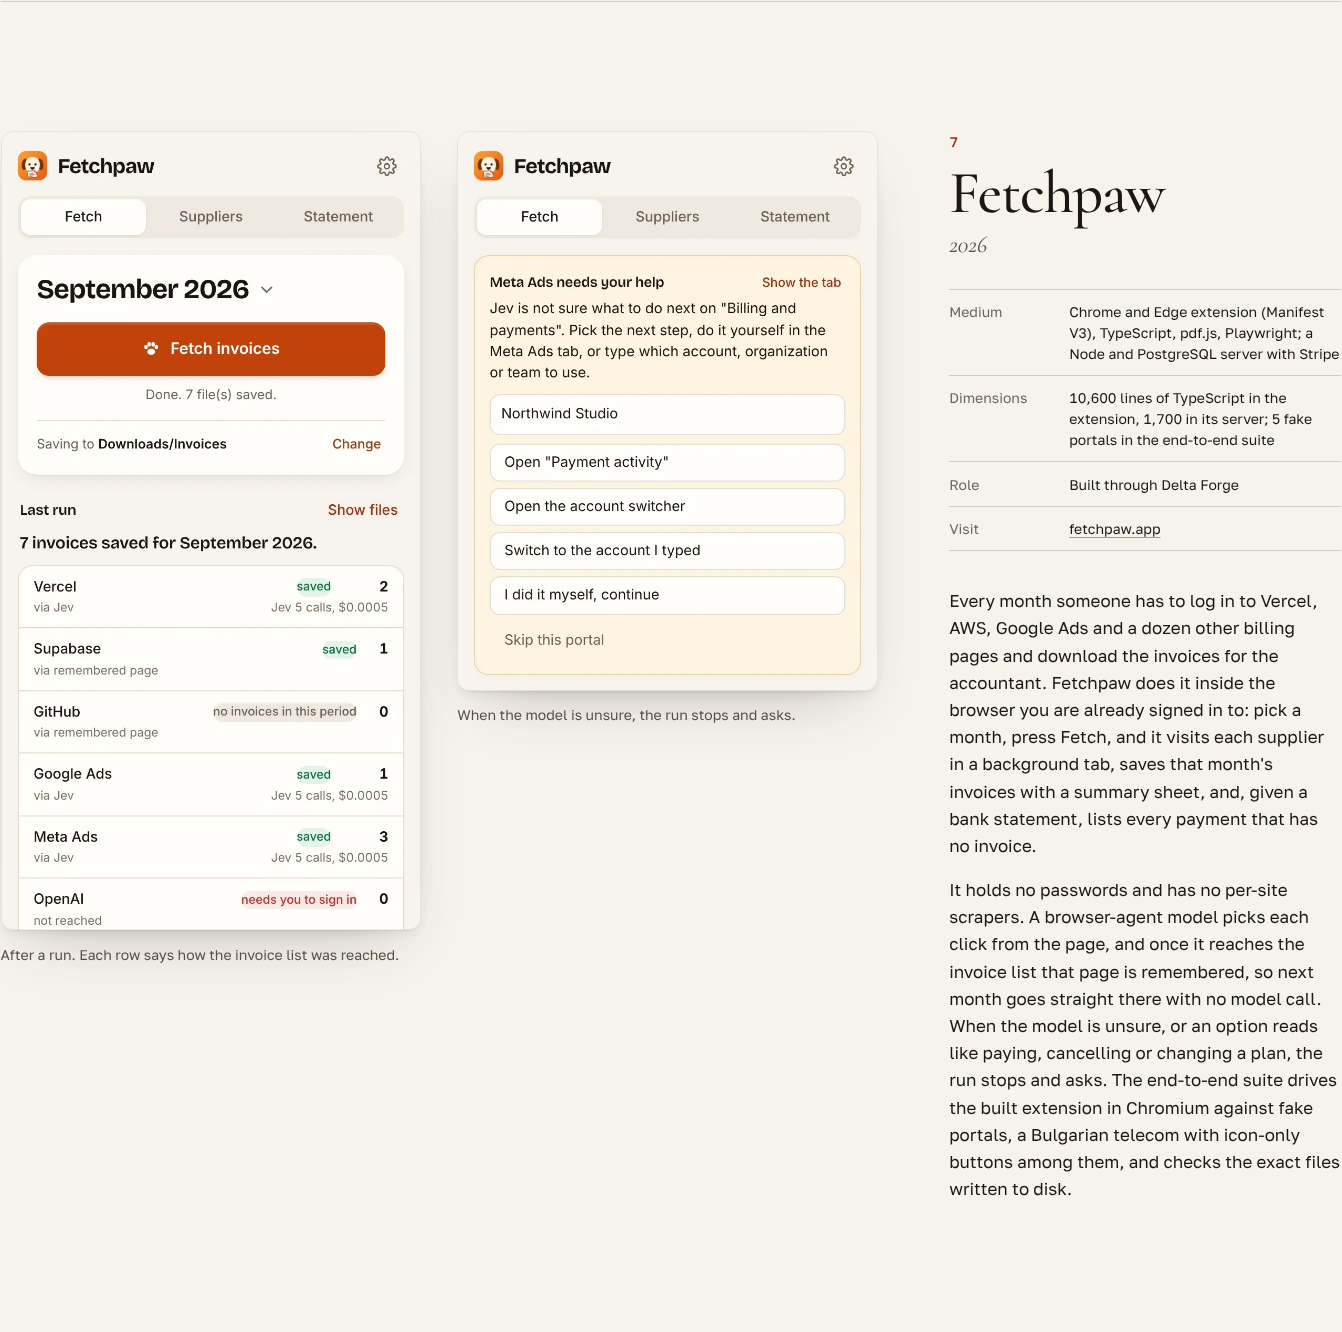 Fetchpaw
Fetch Suppliers Statement
September 2026
Fetch invoices
Done. 7 file(s) saved.
Saving to Downloads/Invoices Change
Last run Show files
7 invoices saved for September 2026.
Vercel saved 2
via Jev Jev 5 calls, $0.0005
Supabase saved 1
via remembered page
GitHub no invoices in this period 0
via remembered page
Google Ads saved 1
via Jev Jev 5 calls, $0.0005
Meta Ads saved 3
via Jev Jev 5 calls, $0.0005
OpenAI needs you to sign in 0
not reached
After a run. Each row says how the invoice list was reached.
Fetchpaw
Fetch Suppliers Statement
Meta Ads needs your help Show the tab
Jev is not sure what to do next on "Billing and
payments". Pick the next step, do it yourself in the
Meta Ads tab, or type which account, organization
or team to use.
Northwind Studio
Open "Payment activity"
Open the account switcher
Switch to the account I typed
I did it myself, continue
Skip this portal
When the model is unsure, the run stops and asks.
7
Fetchpaw
2026
Medium Chrome and Edge extension (Manifest
V3), TypeScript, pdf.js, Playwright; a
Node and PostgreSQL server with Stripe
Dimensions 10,600 lines of TypeScript in the
extension, 1,700 in its server; 5 fake
portals in the end-to-end suite
Role Built through Delta Forge
Visit fetchpaw.app
Every month someone has to log in to Vercel,
AWS, Google Ads and a dozen other billing
pages and download the invoices for the
accountant. Fetchpaw does it inside the
browser you are already signed in to: pick a
month, press Fetch, and it visits each supplier
in a background tab, saves that month's
invoices with a summary sheet, and, given a
bank statement, lists every payment that has
no invoice.
It holds no passwords and has no per-site
scrapers. A browser-agent model picks each
click from the page, and once it reaches the
invoice list that page is remembered, so next
month goes straight there with no model call.
When the model is unsure, or an option reads
like paying, cancelling or changing a plan, the
run stops and asks. The end-to-end suite drives
the built extension in Chromium against fake
portals, a Bulgarian telecom with icon-only
buttons among them, and checks the exact files
written to disk.